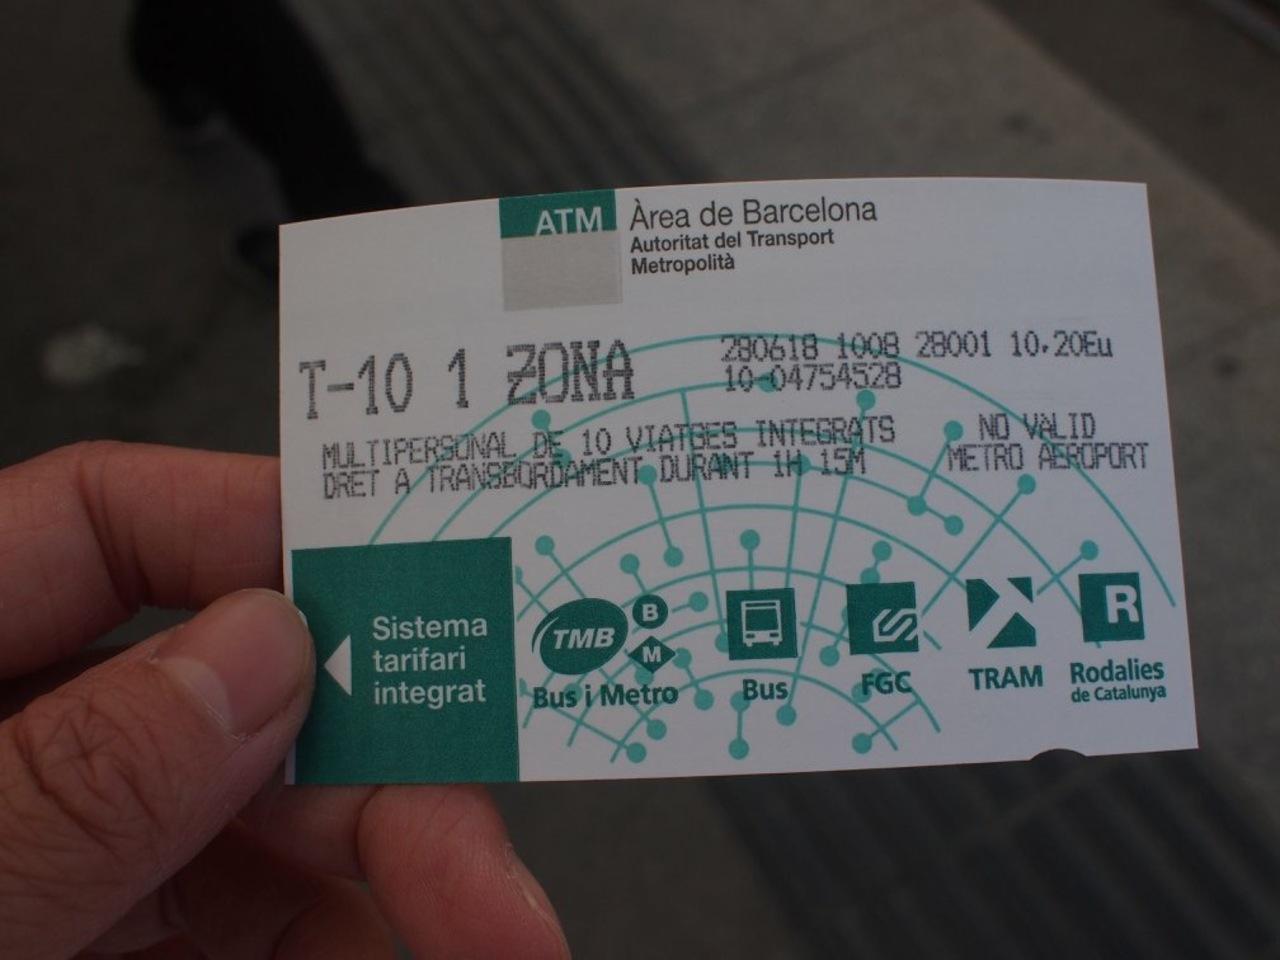 ATM
Àrea de Barcelona
Autoritat del Transport
Metropolità
T-10 1 ZONA
280618 1008 28001 10.20Eu
10-04754528
MULTIPERSONAL DE 10 VIATGES INTEGRATS
DRET A TRANSBORDAMENT DURANT 1H 15M
NO VALID
METRO AEROPORT
Sistema
tarifari
integrat
TMB
B
M
Bus i Metro
Bus
FGC
TRAM
R
Rodalies
de Catalunya